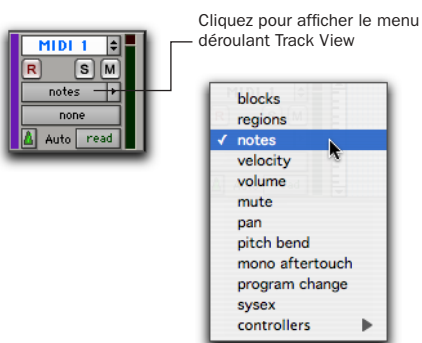 Cliquez pour afficher le menu
déroulant Track View
MIDI 1
R S M
notes
none
Auto read
blocks
regions
✓ notes
velocity
volume
mute
pan
pitch bend
mono aftertouch
program change
sysex
controllers